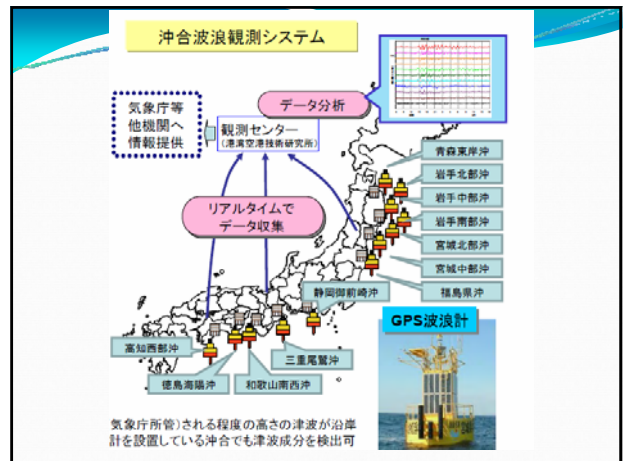 沖合波浪観測システム
データ分析
気象庁等
他機関へ
情報提供
観測センター
(港湾空港技術研究所)
青森東岸沖
岩手北部沖
岩手中部沖
リアルタイムで
データ収集
岩手南部沖
宮城北部沖
宮城中部沖
静岡御前崎沖
福島県沖
GPS波浪計
高知西部沖
三重尾鷲沖
徳島海陽沖
和歌山南西沖
気象庁所管)される程度の高さの津波が沿岸
計を設置している沖合でも津波成分を検出可